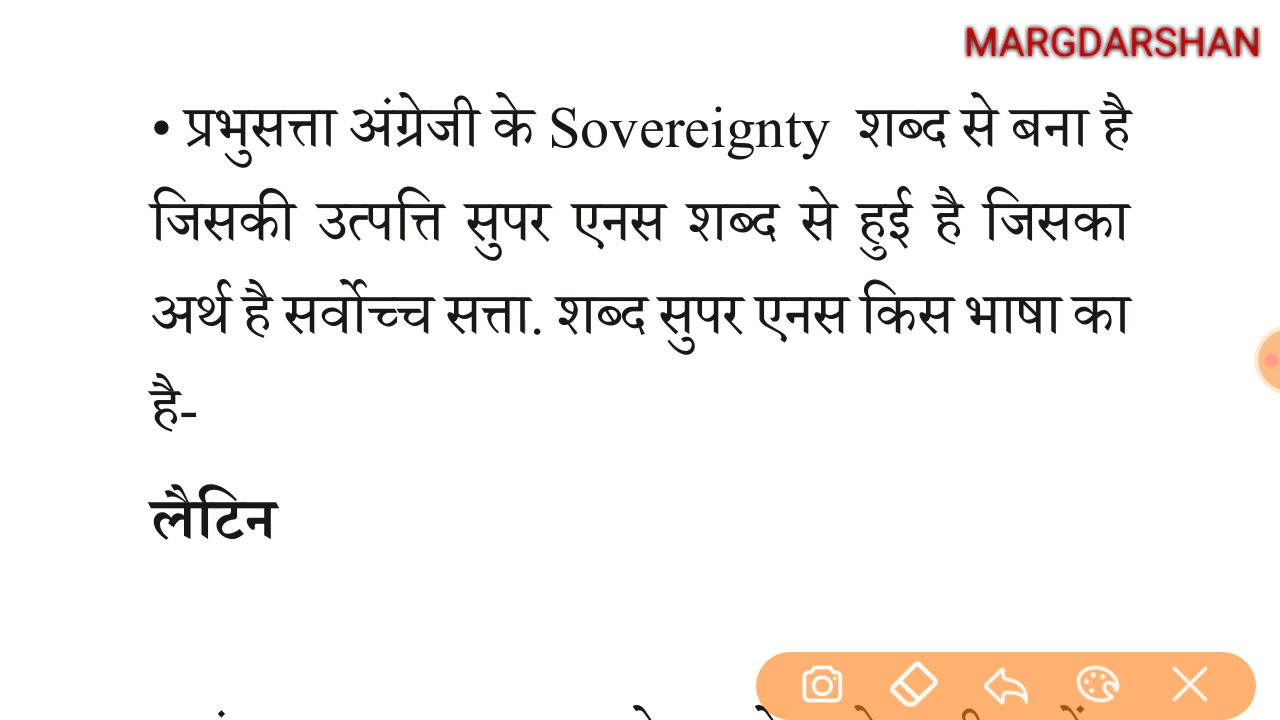 MARGDARSHAN
• प्रभुसत्ता अंग्रेजी के Sovereignty शब्द से बना है
जिसकी उत्पत्ति सुपर एनस शब्द से हुई है जिसका
अर्थ है सर्वोच्च सत्ता. शब्द सुपर एनस किस भाषा का
है-
लैटिन